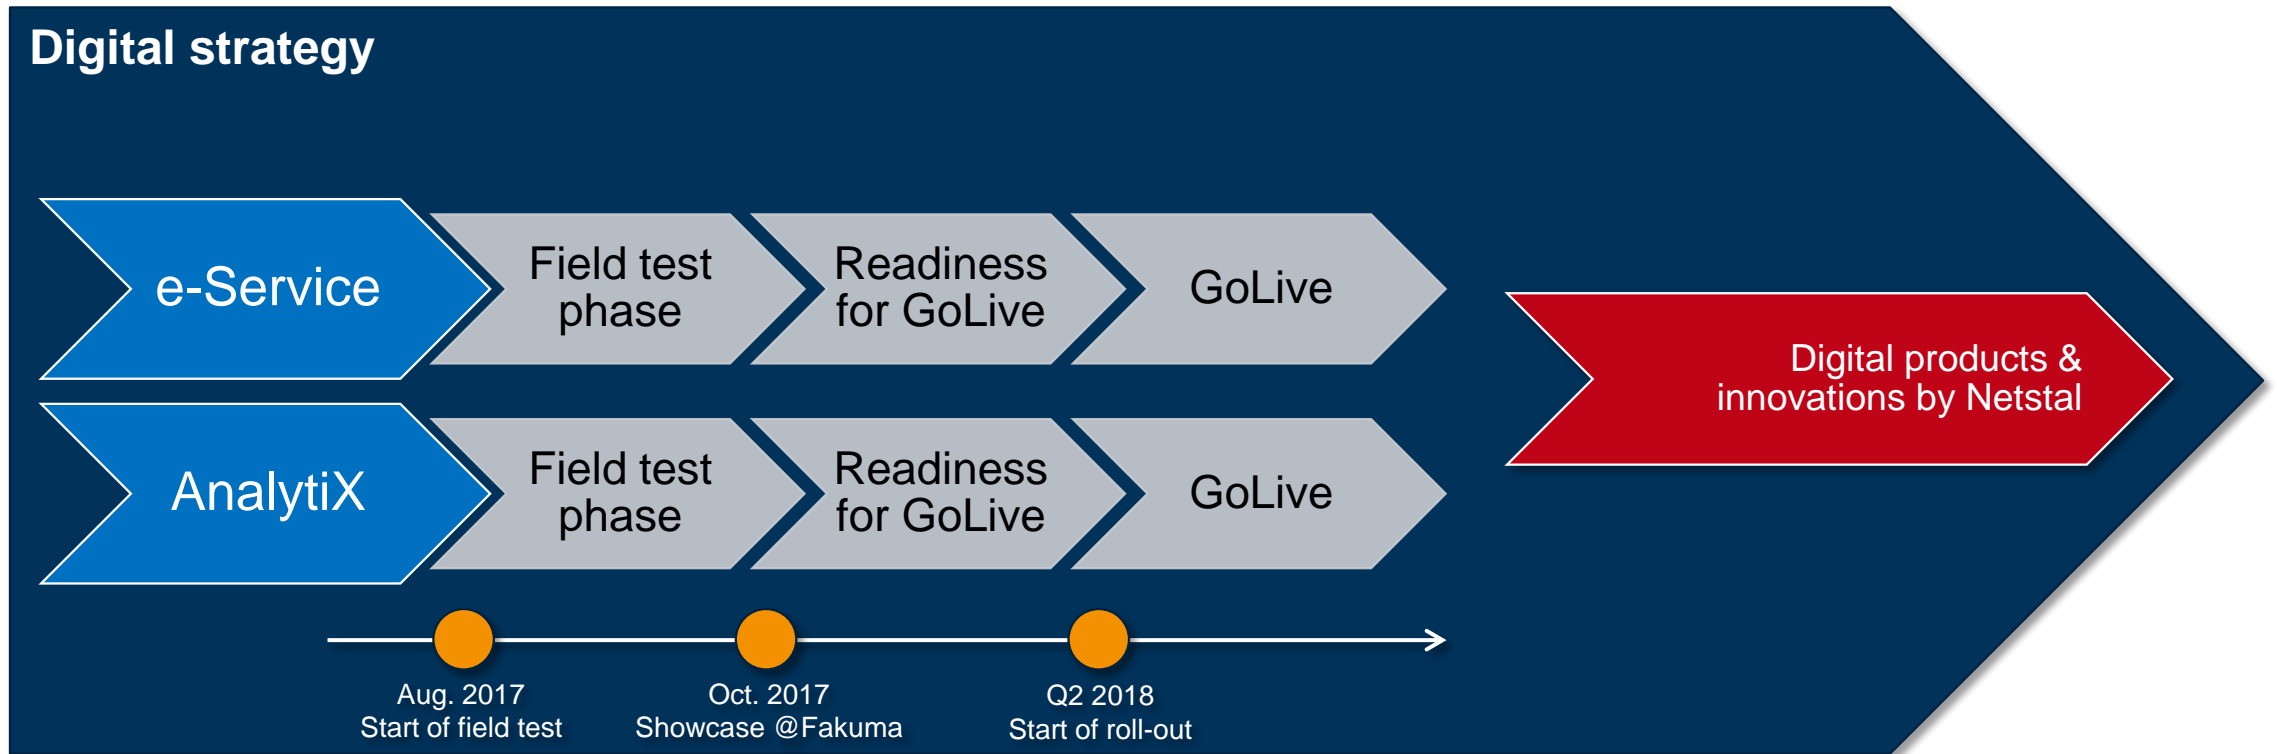 Digital strategy
e-Service
Field test
phase
Readiness
for GoLive
GoLive
AnalytiX
Field test
phase
Readiness
for GoLive
GoLive
Digital products &
innovations by Netstal
Aug. 2017
Start of field test
Oct. 2017
Showcase @Fakuma
Q2 2018
Start of roll-out